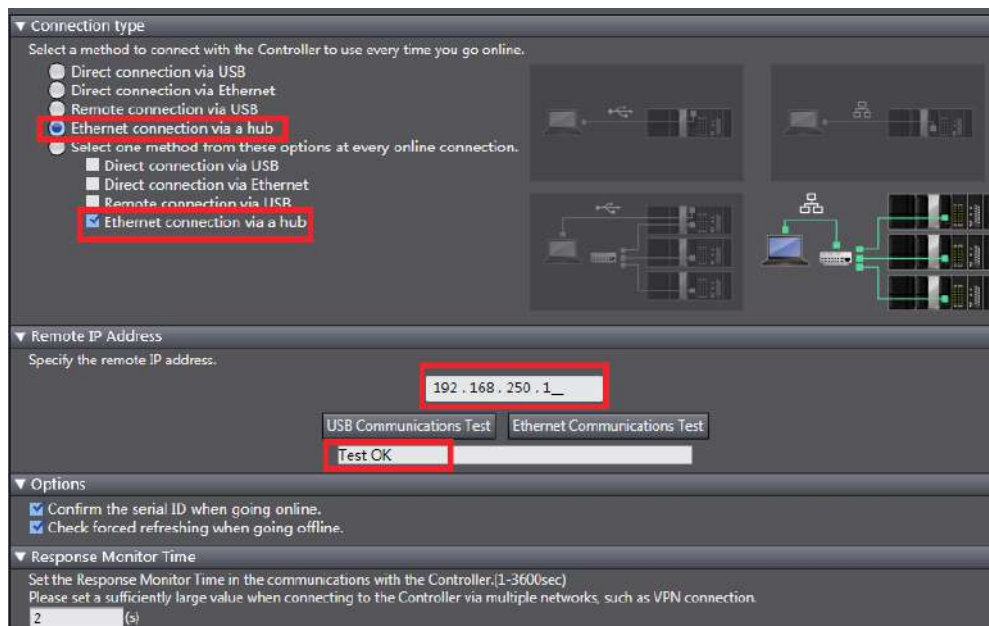 ▼ Connection type
Select a method to connect with the Controller to use every time you go online.
Direct connection via USB
Direct connection via Ethernet
Remote connection via USB
Ethernet connection via a hub
Select one method from these options at every online connection.
Direct connection via USB
Direct connection via Ethernet
Remote connection via USB
Ethernet connection via a hub
▼ Remote IP Address
Specify the remote IP address.
192 . 168 . 250 . 1_
USB Communications Test Ethernet Communications Test
Test OK
▼ Options
Confirm the serial ID when going online.
Check forced refreshing when going offline.
▼ Response Monitor Time
Set the Response Monitor Time in the communications with the Controller.(1-3600sec)
Please set a sufficiently large value when connecting to the Controller via multiple networks, such as VPN connection.
2 (s)